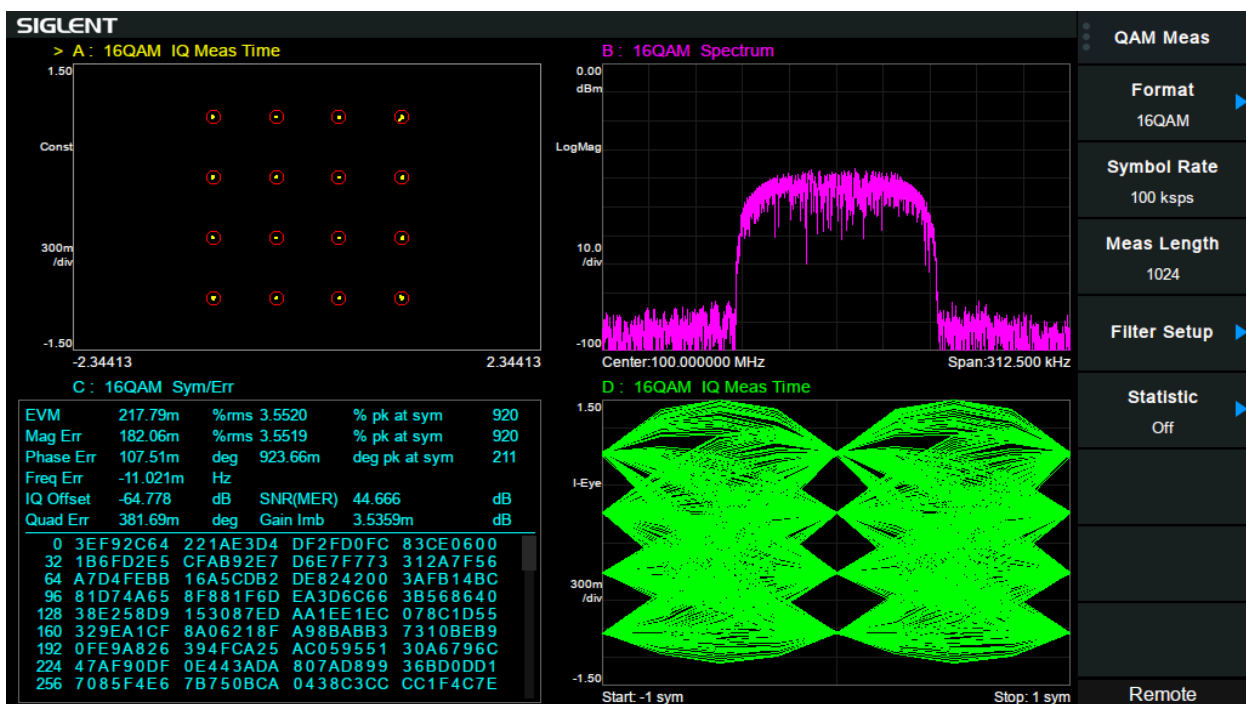 SIGLENT
> A : 16QAM IQ Meas Time
1.50
Const
300m
/div
-1.50
-2.34413 2.34413
B : 16QAM Spectrum
0.00
dBm
LogMag
10.0
/div
-100
Center:100.000000 MHz Span:312.500 kHz
C : 16QAM Sym/Err
EVM 217.79m %rms 3.5520 % pk at sym 920
Mag Err 182.06m %rms 3.5519 % pk at sym 920
Phase Err 107.51m deg 923.66m deg pk at sym 211
Freq Err -11.021m Hz
IQ Offset -64.778 dB SNR(MER) 44.666 dB
Quad Err 381.69m deg Gain Imb 3.5359m dB
0 3EF92C64 221AE3D4 DF2FD0FC 83CE0600
32 1B6FD2E5 CFAB92E7 D6E7F773 312A7F56
64 A7D4FEBB 16A5CDB2 DE824200 3AFB14BC
96 81D74A65 8F881F6D EA3D6C66 3B568640
128 38E258D9 153087ED AA1EE1EC 078C1D55
160 329EA1CF 8A06218F A98BABB3 7310BEB9
192 0FE9A826 394FCA25 AC059551 30A6796C
224 47AF90DF 0E443ADA 807AD899 36BD0DD1
256 7085F4E6 7B750BCA 0438C3CC CC1F4C7E
D : 16QAM IQ Meas Time
1.50
I-Eye
300m
/div
-1.50
Start: -1 sym Stop: 1 sym
QAM Meas
Format
16QAM
Symbol Rate
100 ksps
Meas Length
1024
Filter Setup
Statistic
Off
Remote